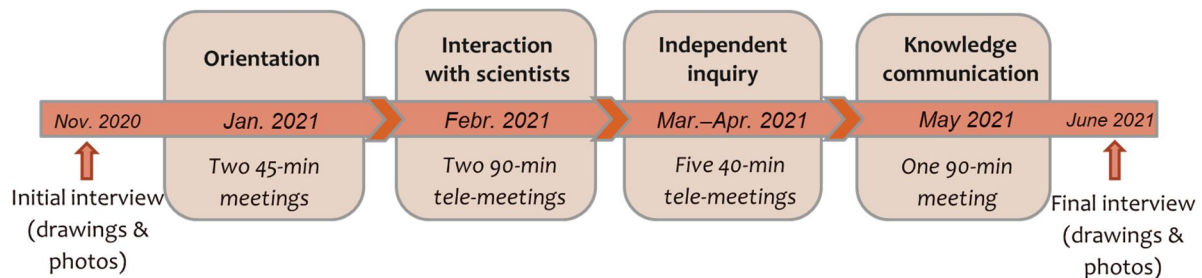 Orientation
Interaction
with scientists
Independent
inquiry
Knowledge
communication
Nov. 2020
Jan. 2021
Febr. 2021
Mar.–Apr. 2021
May 2021
June 2021
Two 45-min
meetings
Two 90-min
tele-meetings
Five 40-min
tele-meetings
One 90-min
meeting
Initial interview
(drawings &
photos)
Final interview
(drawings &
photos)